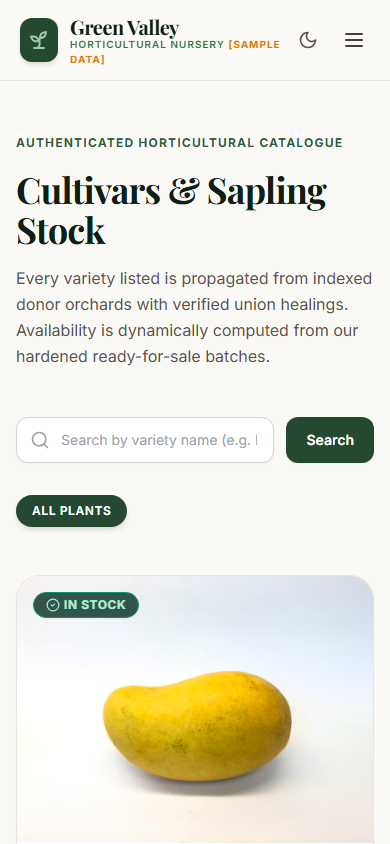 Green Valley
HORTICULTURAL NURSERY [SAMPLE
DATA]
AUTHENTICATED HORTICULTURAL CATALOGUE
Cultivars & Sapling
Stock
Every variety listed is propagated from indexed
donor orchards with verified union healings.
Availability is dynamically computed from our
hardened ready-for-sale batches.
Search by variety name (e.g.
Search
ALL PLANTS
IN STOCK